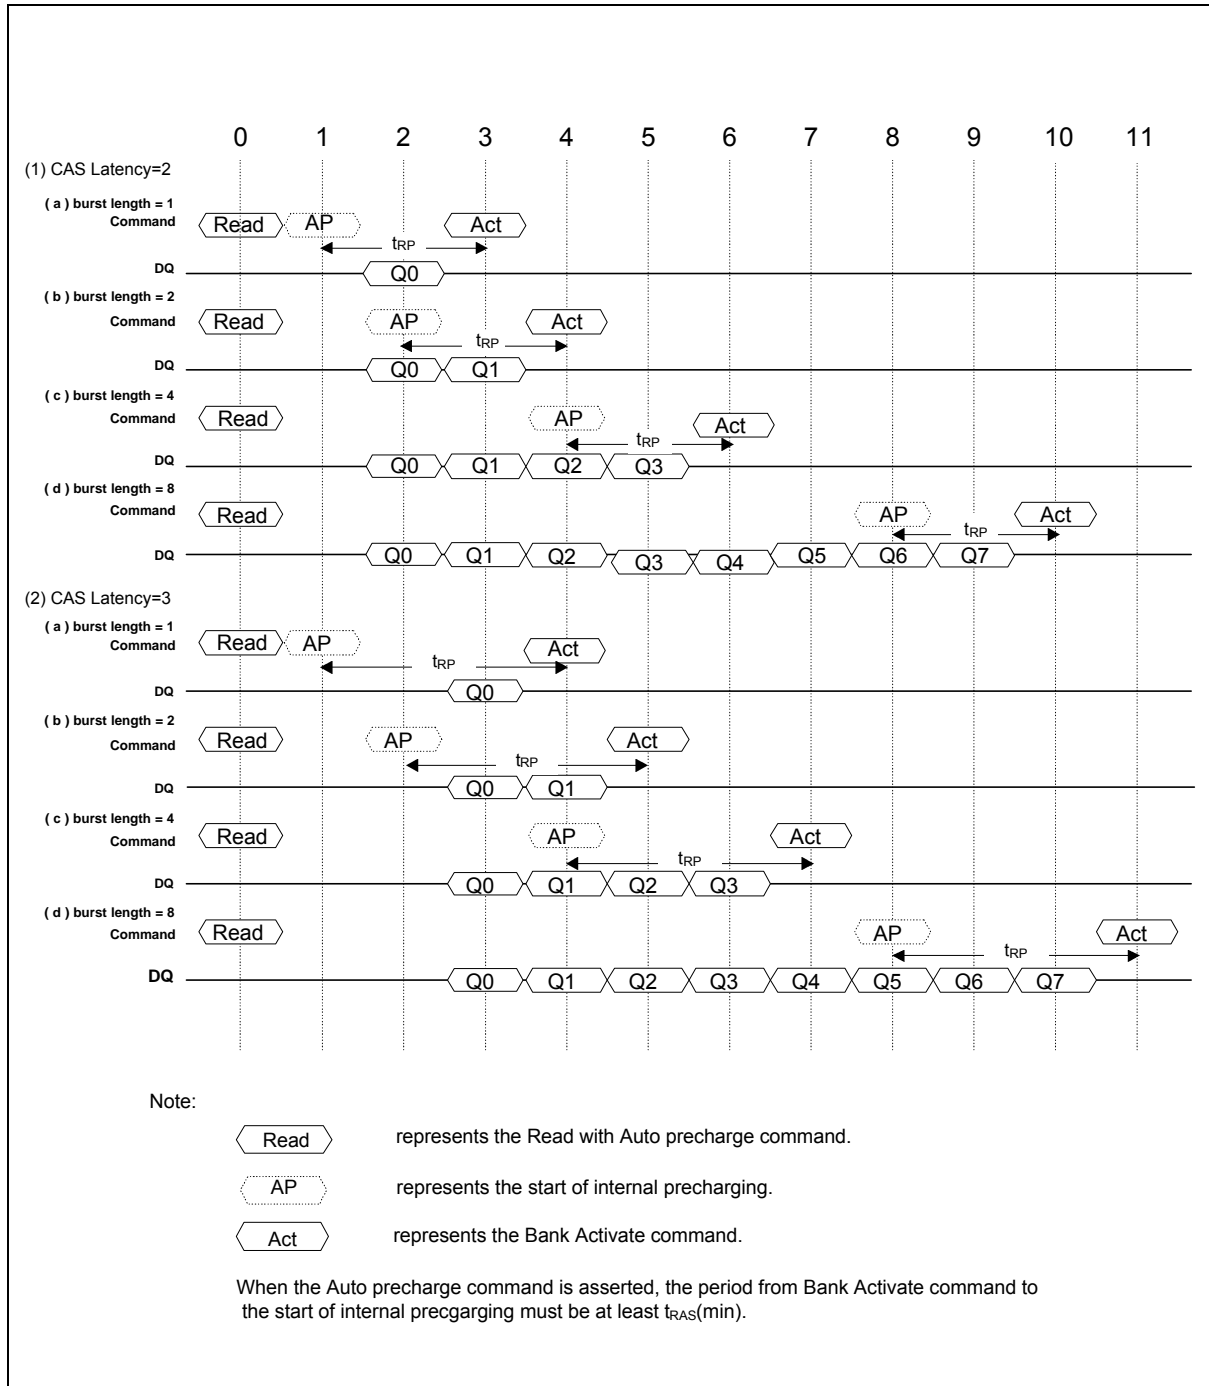 0 1 2 3 4 5 6 7 8 9 10 11
(1) CAS Latency=2
( a ) burst length = 1
Command Read AP Act
tRP
DQ Q0
( b ) burst length = 2
Command Read AP Act
tRP
DQ Q0 Q1
( c ) burst length = 4
Command Read AP Act
tRP
DQ Q0 Q1 Q2 Q3
( d ) burst length = 8
Command Read AP Act
tRP
DQ Q0 Q1 Q2 Q3 Q4 Q5 Q6 Q7
(2) CAS Latency=3
( a ) burst length = 1
Command Read AP Act
tRP
DQ Q0
( b ) burst length = 2
Command Read AP Act
tRP
DQ Q0 Q1
( c ) burst length = 4
Command Read AP Act
tRP
DQ Q0 Q1 Q2 Q3
( d ) burst length = 8
Command Read AP Act
tRP
DQ Q0 Q1 Q2 Q3 Q4 Q5 Q6 Q7
Note:
Read represents the Read with Auto precharge command.
AP represents the start of internal precharging.
Act represents the Bank Activate command.
When the Auto precharge command is asserted, the period from Bank Activate command to
the start of internal precgarging must be at least tRAS(min).